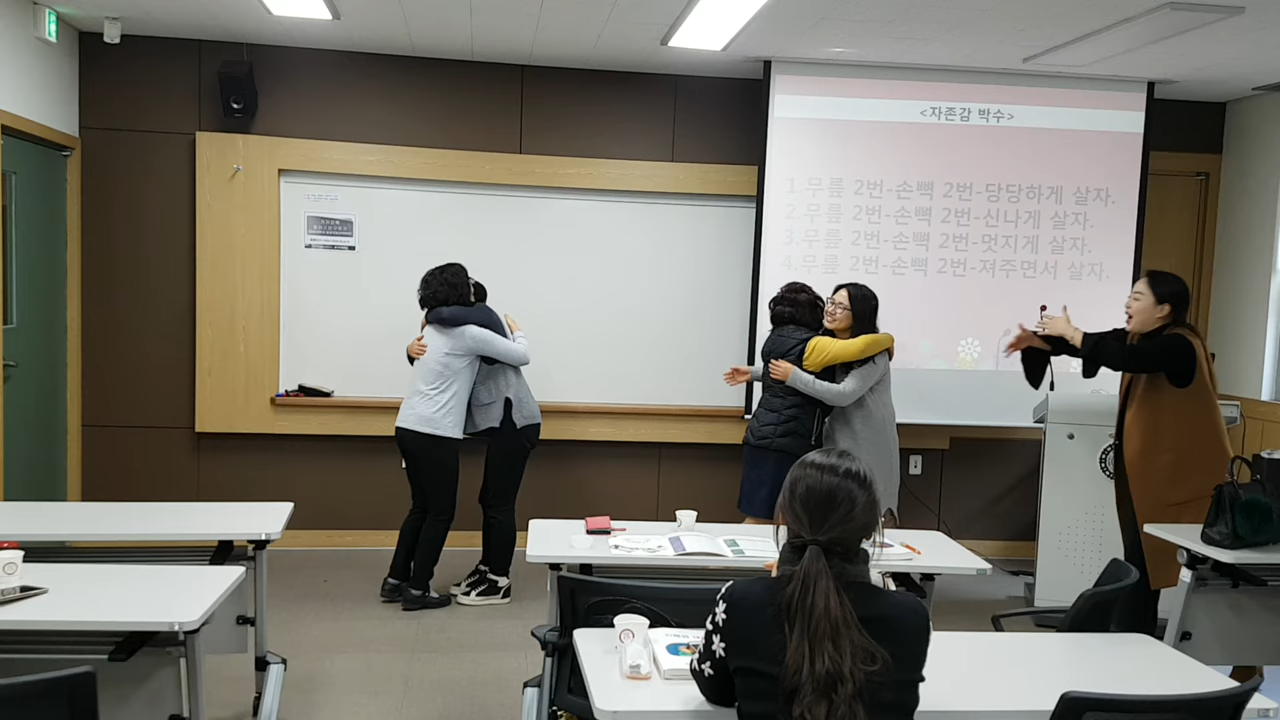 <자존감 박수>
1.무릎 2번-손뼉 2번-당당하게 살자.
2.무릎 2번-손뼉 2번-신나게 살자.
3.무릎 2번-손뼉 2번-멋지게 살자.
4.무릎 2번-손뼉 2번-져주면서 살자.